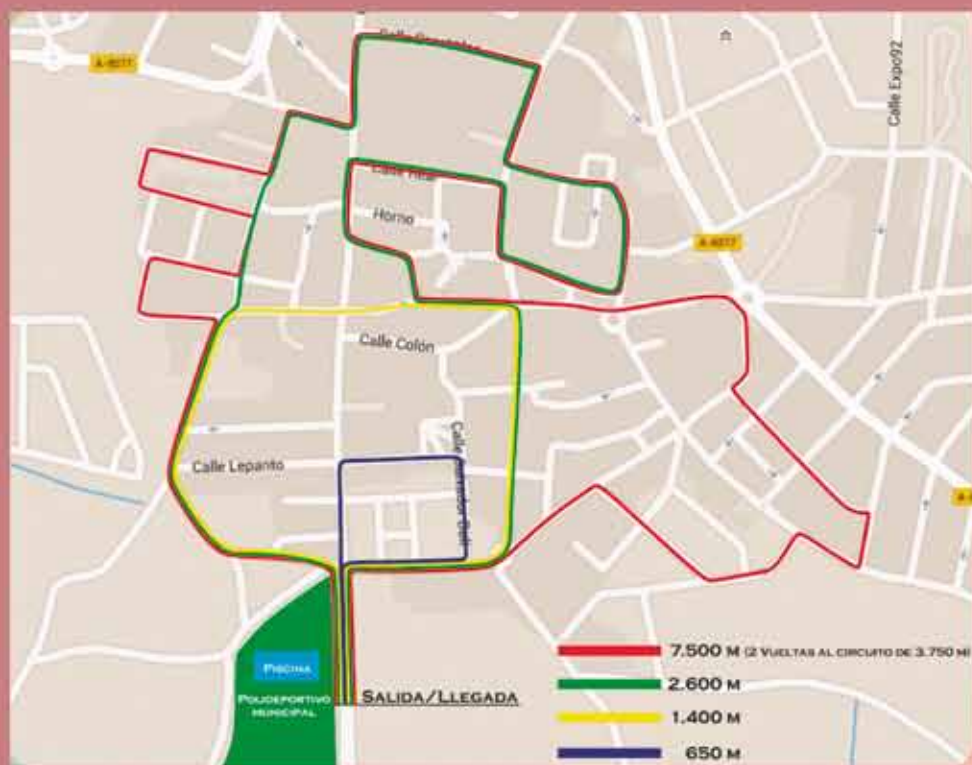 A-8077
Calle Expo92
Horno
A-8077
Calle Colón
Calle Lepanto
PISCINA
POLIDEPORTIVO
MUNICIPAL
SALIDA/LLEGADA
7.500 M (2 VUELTAS AL CIRCUITO DE 3.750 M)
2.600 M
1.400 M
650 M